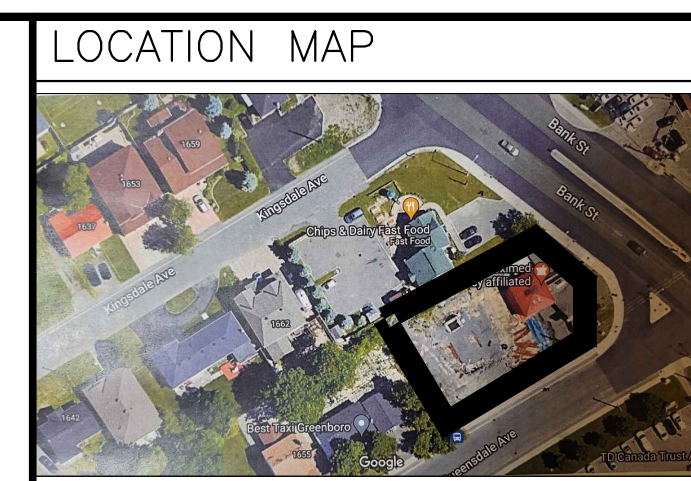 LOCATION MAP
1659
1653
1637
Kingsdale Ave
Bank St
Bank St
Chips & Dairy Fast Food
Fast Food
Kingsdale Ave
1662
1642
Best Taxi Greenboro
1655
Google
TD Canada Trust